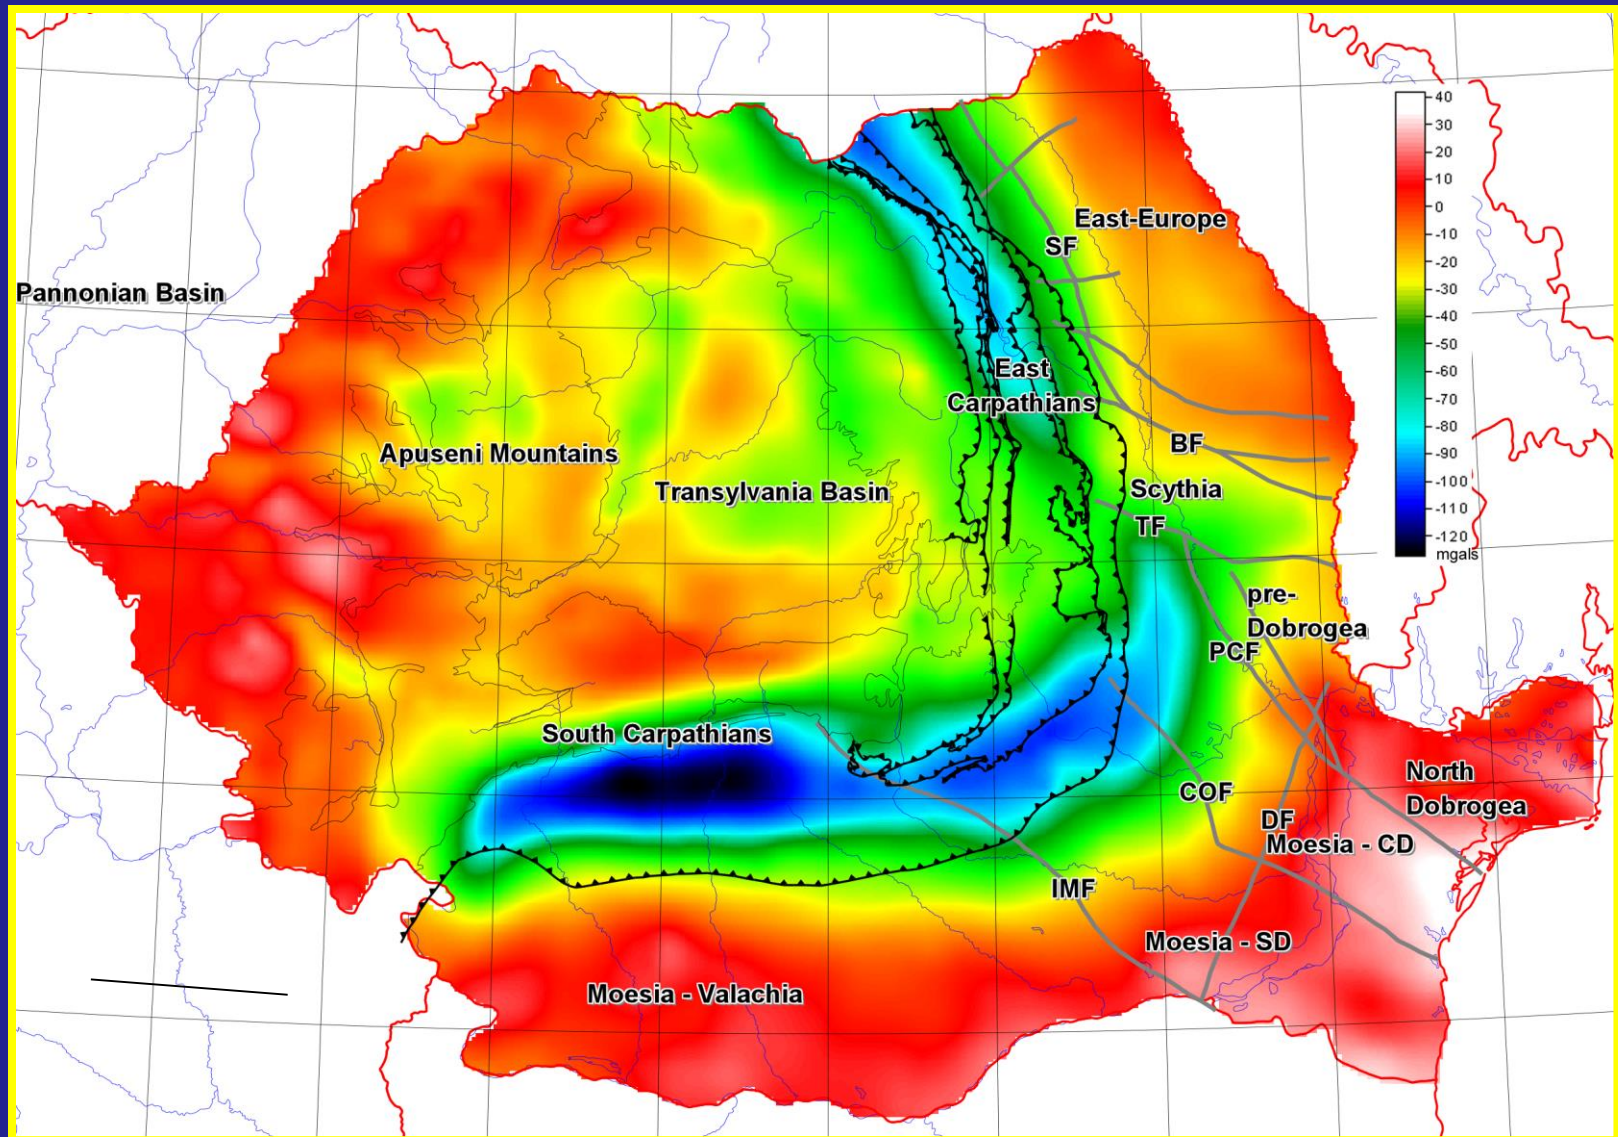 40
30
20
10
0
-10
-20
-30
-40
-50
-60
-70
-80
-90
-100
-110
-120
mgals
East-Europe
SF
Pannonian Basin
East
Carpathians
BF
Apuseni Mountains
Transylvania Basin
Scythia
TF
pre-
Dobrogea
PCF
South Carpathians
North
Dobrogea
COF
DF
Moesia - CD
IMF
Moesia - SD
Moesia - Valachia